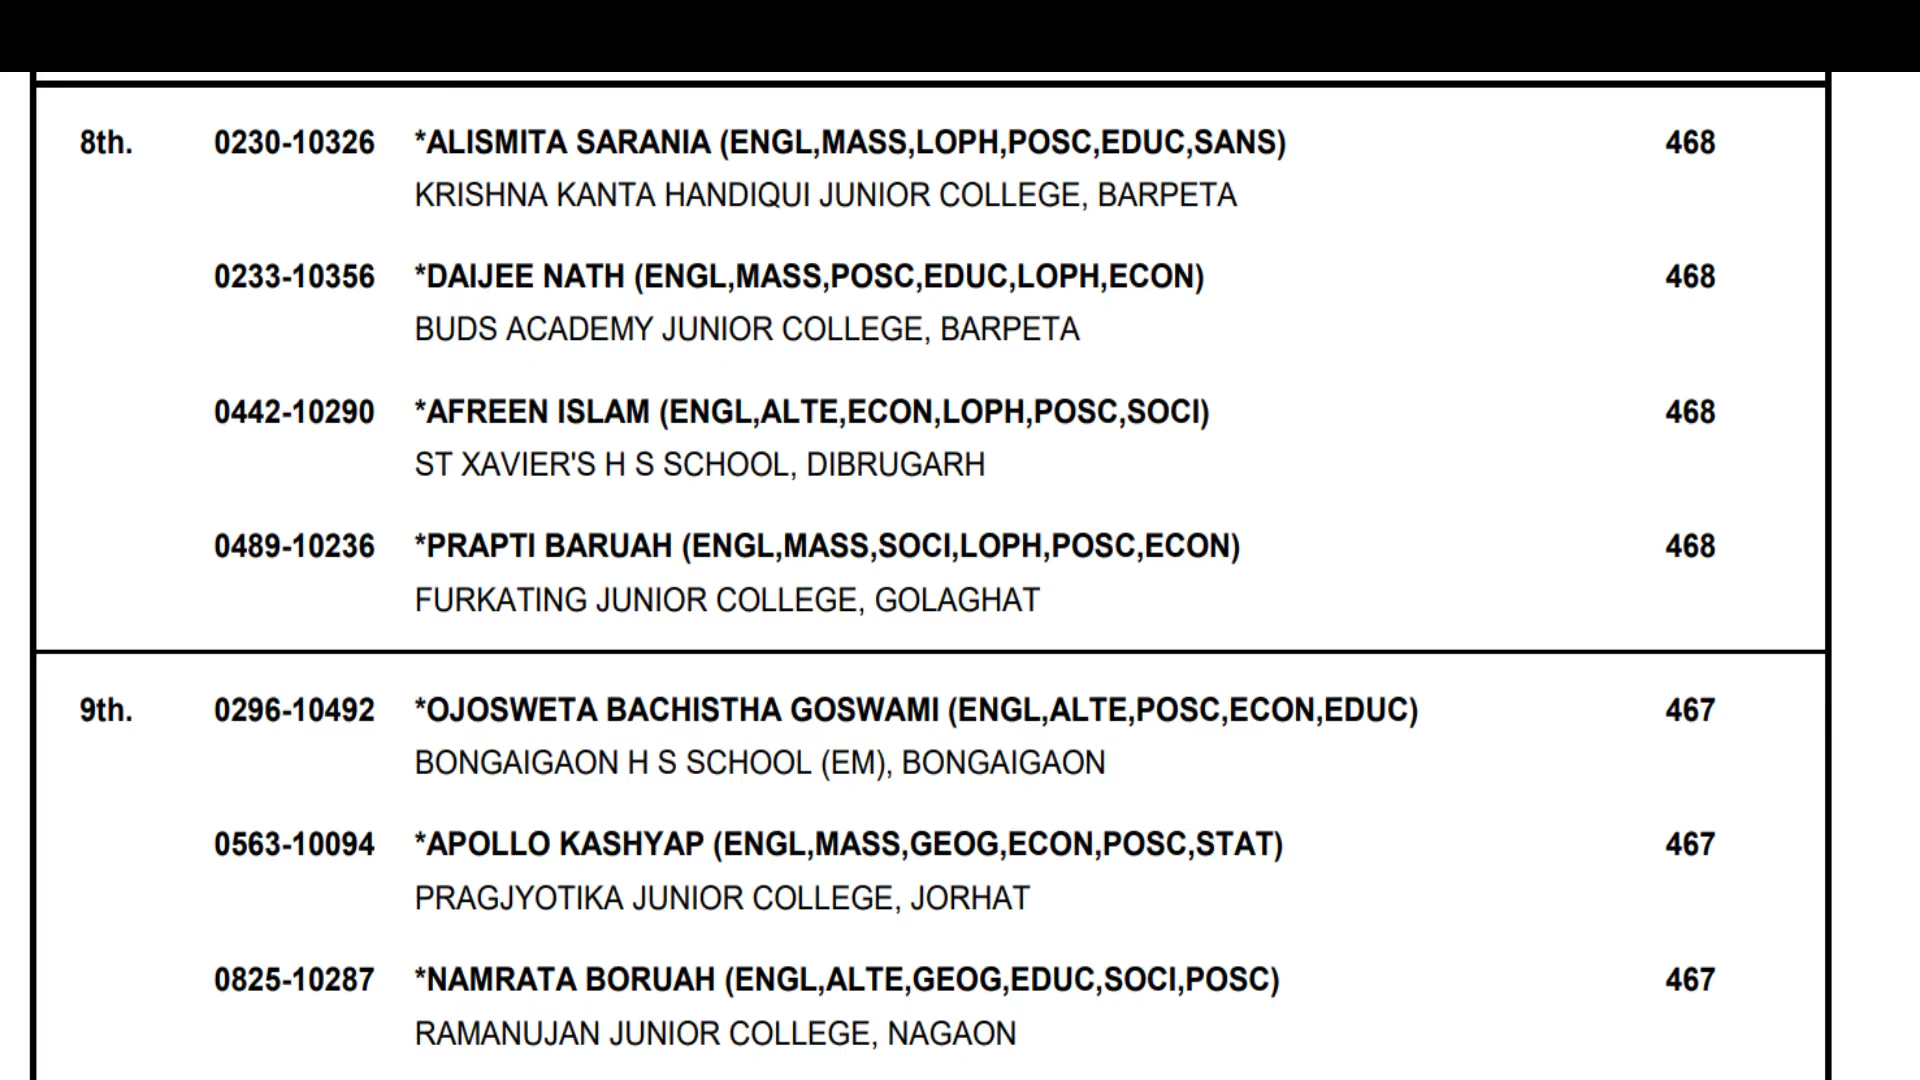 8th. 0230-10326 *ALISMITA SARANIA (ENGL,MASS,LOPH,POSC,EDUC,SANS) 468
KRISHNA KANTA HANDIQUI JUNIOR COLLEGE, BARPETA
0233-10356 *DAIJEE NATH (ENGL,MASS,POSC,EDUC,LOPH,ECON) 468
BUDS ACADEMY JUNIOR COLLEGE, BARPETA
0442-10290 *AFREEN ISLAM (ENGL,ALTE,ECON,LOPH,POSC,SOCI) 468
ST XAVIER'S H S SCHOOL, DIBRUGARH
0489-10236 *PRAPTI BARUAH (ENGL,MASS,SOCI,LOPH,POSC,ECON) 468
FURKATING JUNIOR COLLEGE, GOLAGHAT
9th. 0296-10492 *OJOSWETA BACHISTHA GOSWAMI (ENGL,ALTE,POSC,ECON,EDUC) 467
BONGAIGAON H S SCHOOL (EM), BONGAIGAON
0563-10094 *APOLLO KASHYAP (ENGL,MASS,GEOG,ECON,POSC,STAT) 467
PRAGJYOTIKA JUNIOR COLLEGE, JORHAT
0825-10287 *NAMRATA BORUAH (ENGL,ALTE,GEOG,EDUC,SOCI,POSC) 467
RAMANUJAN JUNIOR COLLEGE, NAGAON